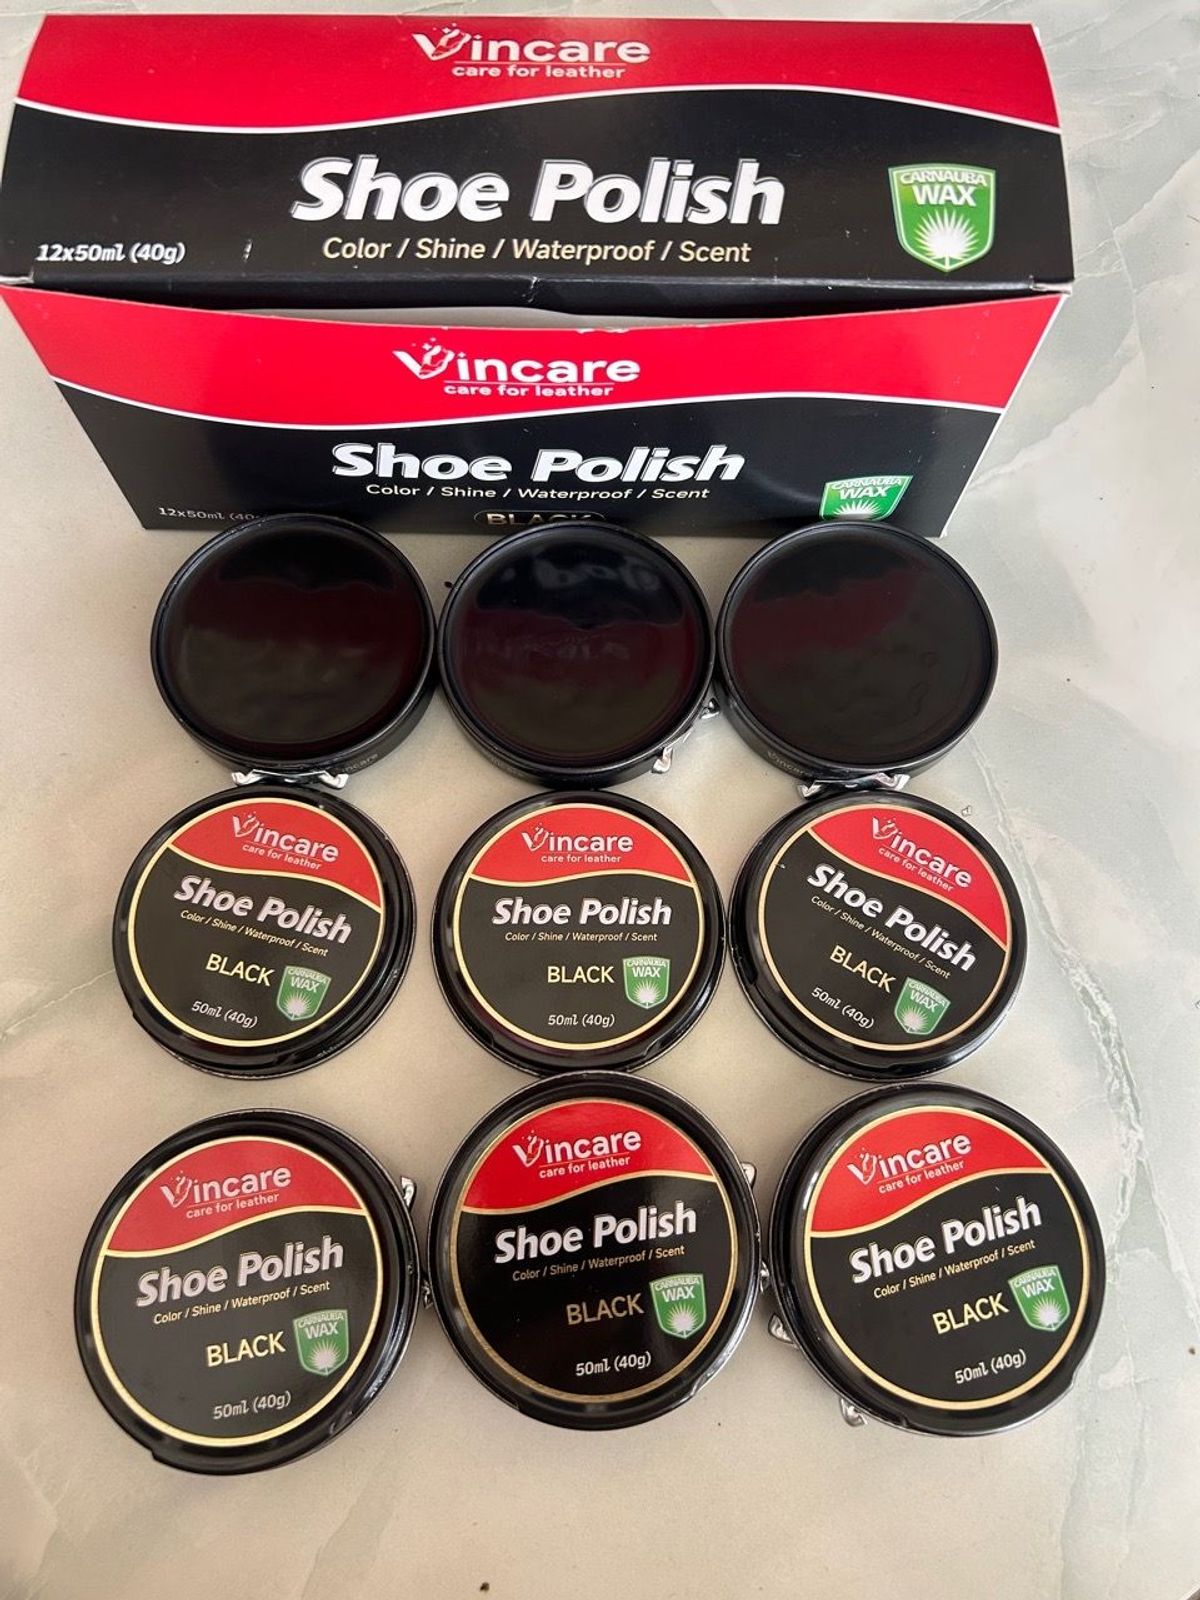 Vincare
care for leather
Shoe Polish
Color / Shine / Waterproof / Scent
12x50ml (40g)
CARNAUBA
WAX
Vincare
care for leather
Shoe Polish
Color / Shine / Waterproof / Scent
12x50ml (40
CARNAUBA
WAX
BLACK
Vincare
care for leather
Shoe Polish
Color / Shine / Waterproof / Scent
BLACK
CARNAUBA
WAX
50ml (40g)
Vincare
care for leather
Shoe Polish
Color / Shine / Waterproof / Scent
BLACK
CARNAUBA
WAX
50ml (40g)
Vincare
care for leather
Shoe Polish
Color / Shine / Waterproof / Scent
BLACK
CARNAUBA
WAX
50ml (40g)
Vincare
care for leather
Shoe Polish
Color / Shine / Waterproof / Scent
BLACK
CARNAUBA
WAX
50ml (40g)
Vincare
care for leather
Shoe Polish
Color / Shine / Waterproof / Scent
BLACK
CARNAUBA
WAX
50ml (40g)
Vincare
care for leather
Shoe Polish
Color / Shine / Waterproof / Scent
BLACK
CARNAUBA
WAX
50ml (40g)